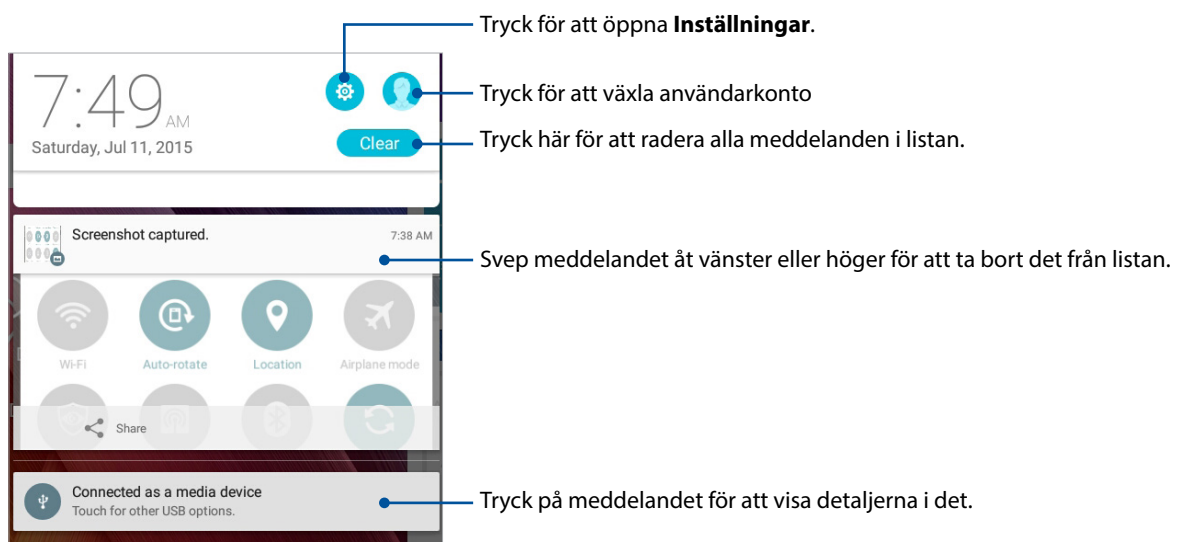 Tryck för att öppna Inställningar.
7:49 AM
Tryck för att växla användarkonto
Saturday, Jul 11, 2015
Clear
Tryck här för att radera alla meddelanden i listan.
Screenshot captured.
7:38 AM
Svep meddelandet åt vänster eller höger för att ta bort det från listan.
Wi-Fi
Auto-rotate
Location
Airplane mode
Share
Connected as a media device
Touch for other USB options.
Tryck på meddelandet för att visa detaljerna i det.